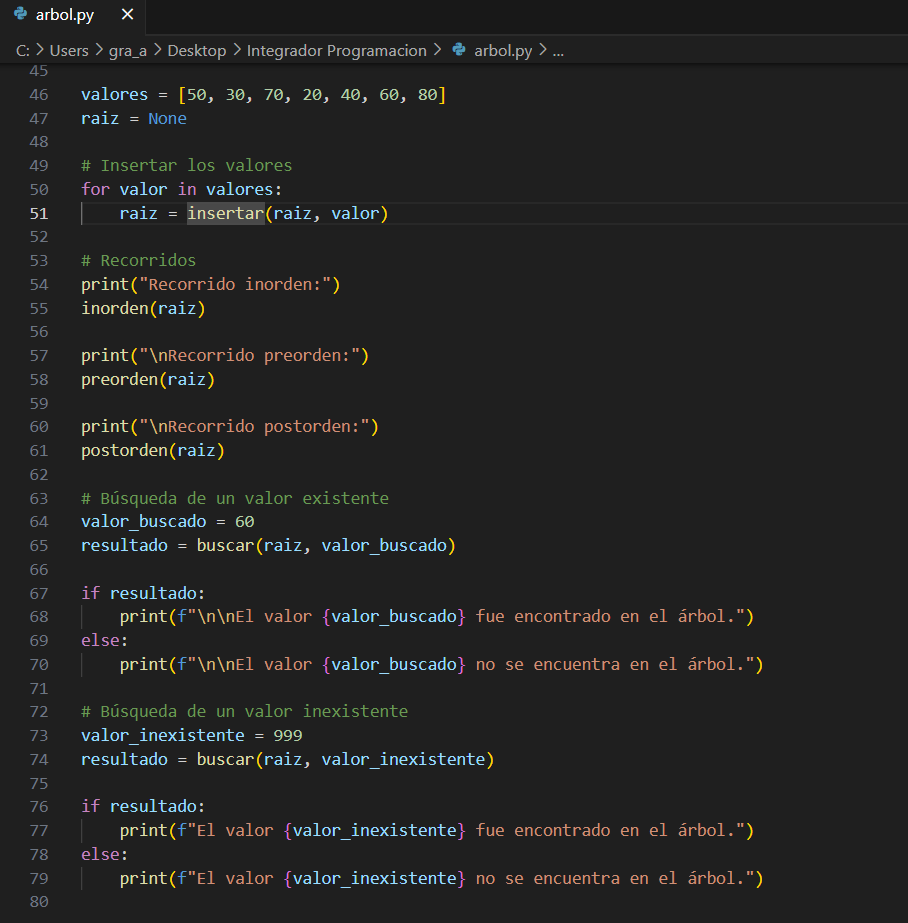 arbol.py ×
C: > Users > gra_a > Desktop > Integrador Programacion > arbol.py > ...
45
46 valores = [50, 30, 70, 20, 40, 60, 80]
47 raiz = None
48
49 # Insertar los valores
50 for valor in valores:
51     raiz = insertar(raiz, valor)
52
53 # Recorridos
54 print("Recorrido inorden:")
55 inorden(raiz)
56
57 print("\nRecorrido preorden:")
58 preorden(raiz)
59
60 print("\nRecorrido postorden:")
61 postorden(raiz)
62
63 # Búsqueda de un valor existente
64 valor_buscado = 60
65 resultado = buscar(raiz, valor_buscado)
66
67 if resultado:
68     print(f"\n\nEl valor {valor_buscado} fue encontrado en el árbol.")
69 else:
70     print(f"\n\nEl valor {valor_buscado} no se encuentra en el árbol.")
71
72 # Búsqueda de un valor inexistente
73 valor_inexistente = 999
74 resultado = buscar(raiz, valor_inexistente)
75
76 if resultado:
77     print(f"El valor {valor_inexistente} fue encontrado en el árbol.")
78 else:
79     print(f"El valor {valor_inexistente} no se encuentra en el árbol.")
80